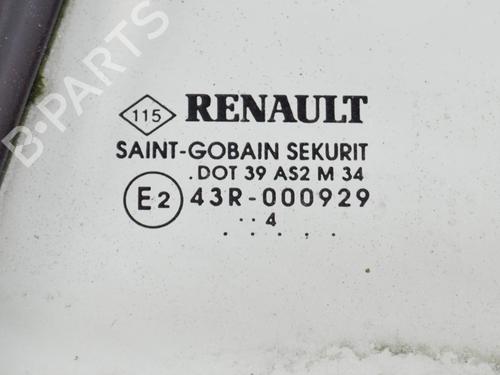 115 RENAULT
SAINT-GOBAIN SEKURIT
.DOT 39 AS2 M 34
E2 43R-000929
.. 4
. . . . .
B-PARTS